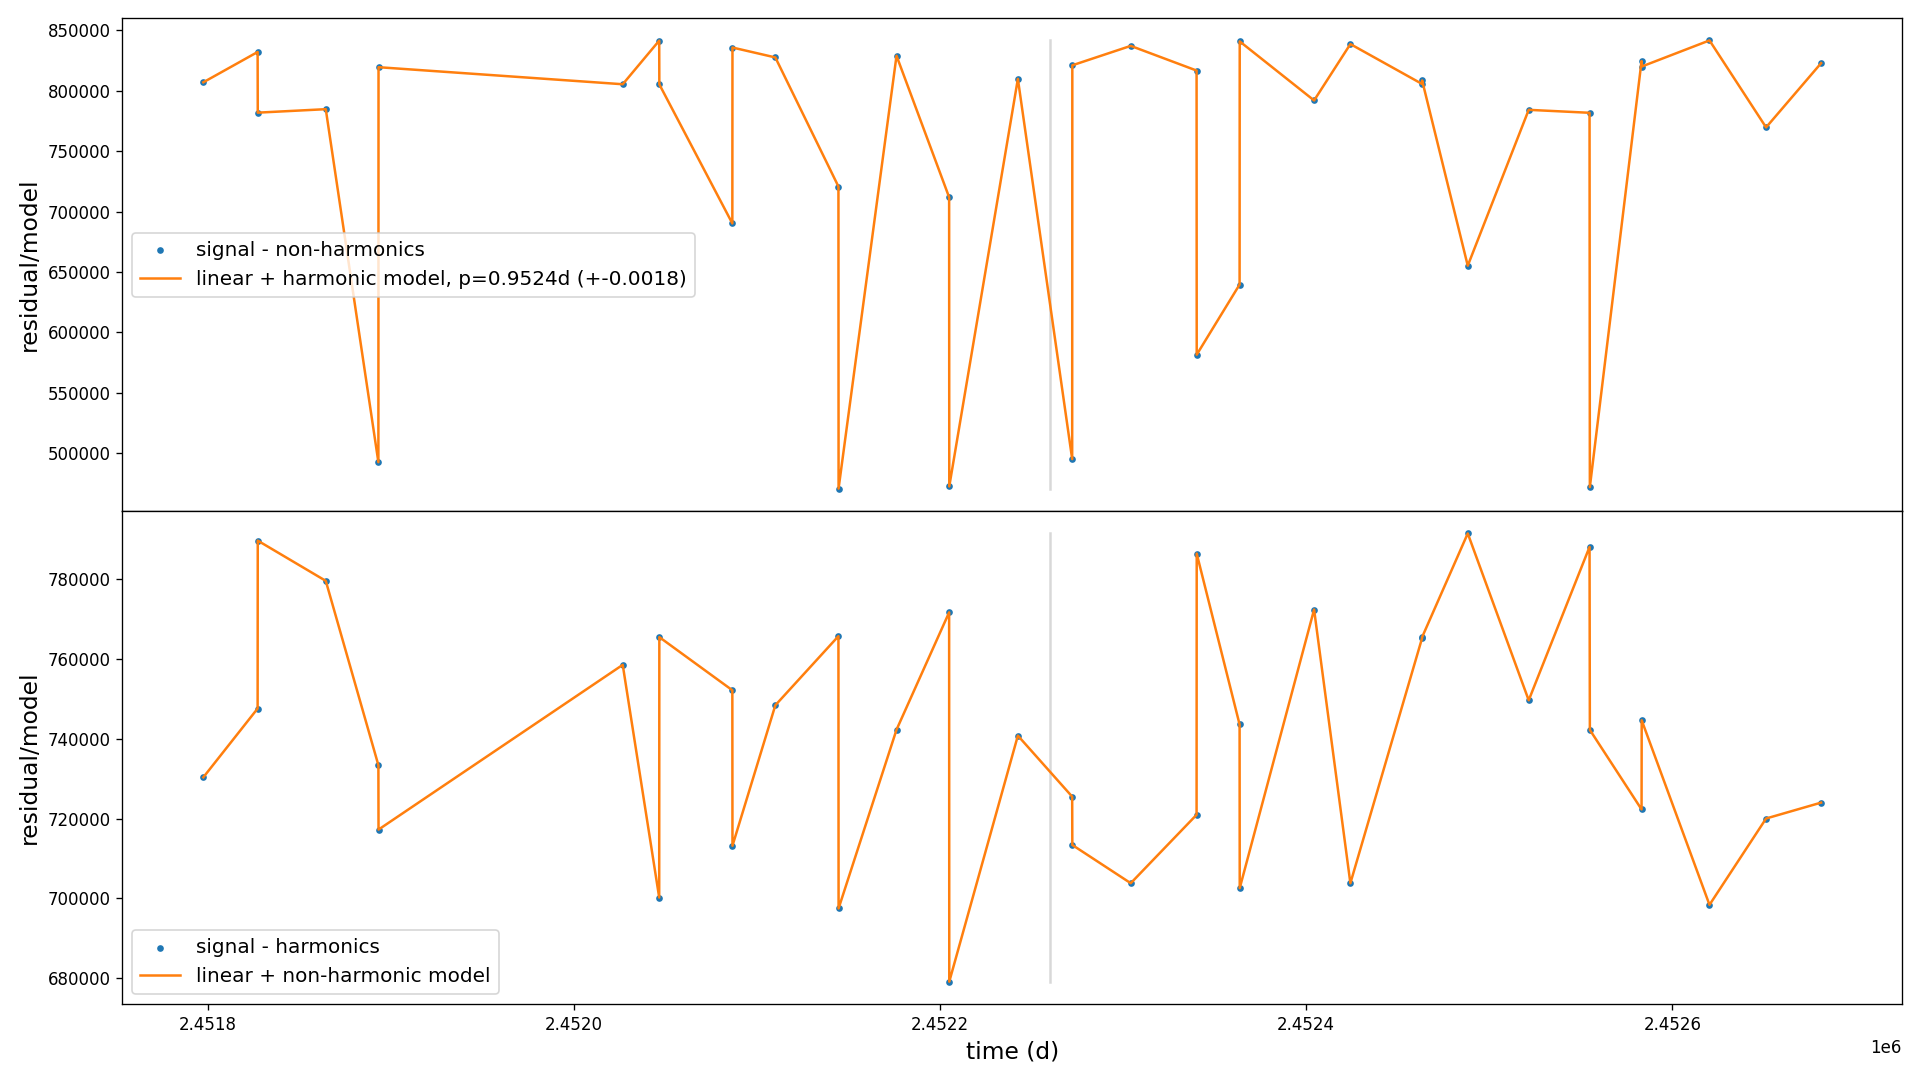 850000
800000
750000
700000
650000
600000
550000
500000
residual/model
signal - non-harmonics
linear + harmonic model, p=0.9524d (+-0.0018)
780000
760000
740000
720000
700000
680000
residual/model
signal - harmonics
linear + non-harmonic model
2.4518 2.4520 2.4522 2.4524 2.4526
1e6
time (d)